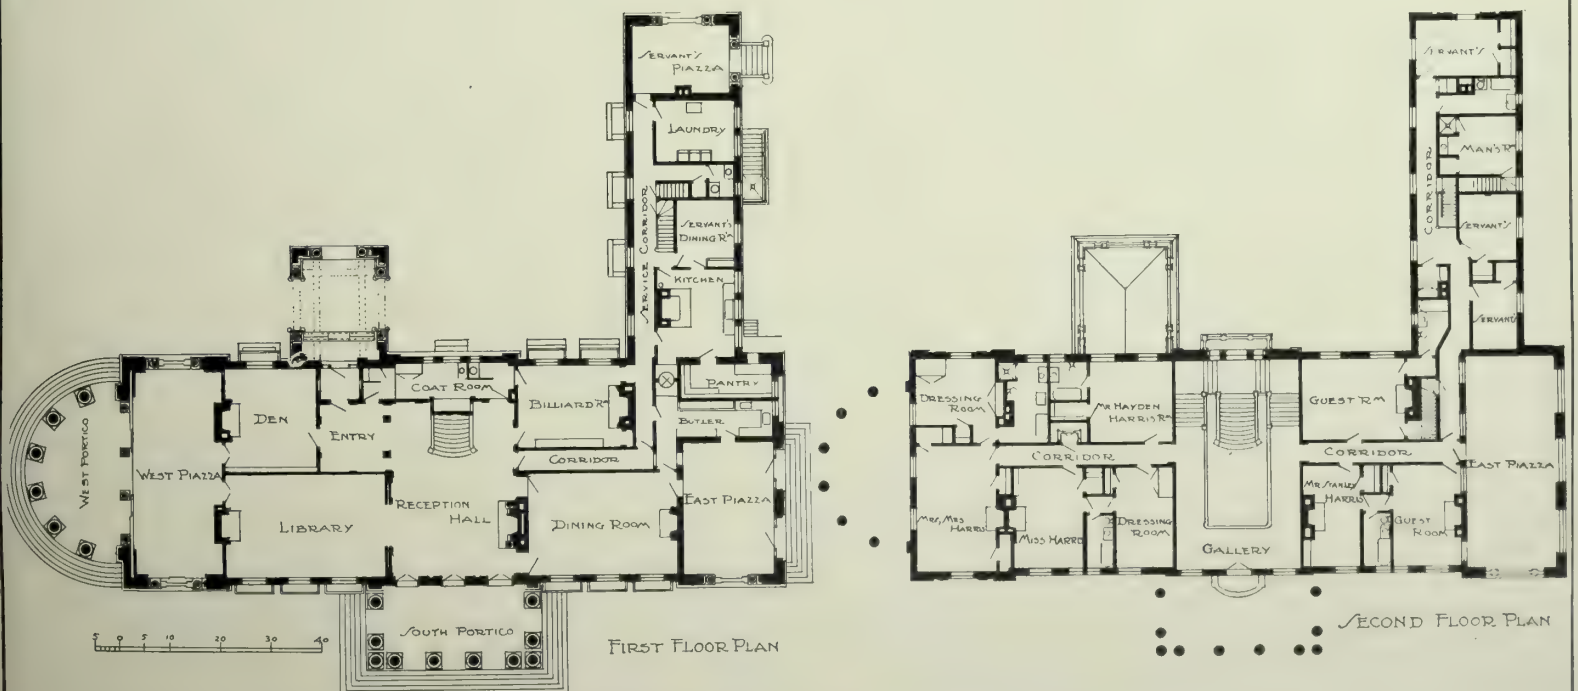 SERVANT'S
PIAZZA
LAUNDRY
SERVICE CORRIDOR
SERVANT'S
DINING RM
KITCHEN
PANTRY
BUTLER
COAT ROOM
BILLIARD RM
DEN
ENTRY
CORRIDOR
WEST PORTICO
WEST PIAZZA
LIBRARY
RECEPTION
HALL
DINING ROOM
EAST PIAZZA
SOUTH PORTICO
5 0 5 10 20 30 40
FIRST FLOOR PLAN
SERVANT'S
MAN'S RM
CORRIDOR
SERVANT'S
SERVANT'S
DRESSING
ROOM
MR HAYDEN
HARRIS RM
GUEST RM
CORRIDOR
CORRIDOR
EAST PIAZZA
MR, MRS
HARRIS
MISS HARRIS
DRESSING
ROOM
GALLERY
MR STANLEY
HARRIS
GUEST
ROOM
SECOND FLOOR PLAN